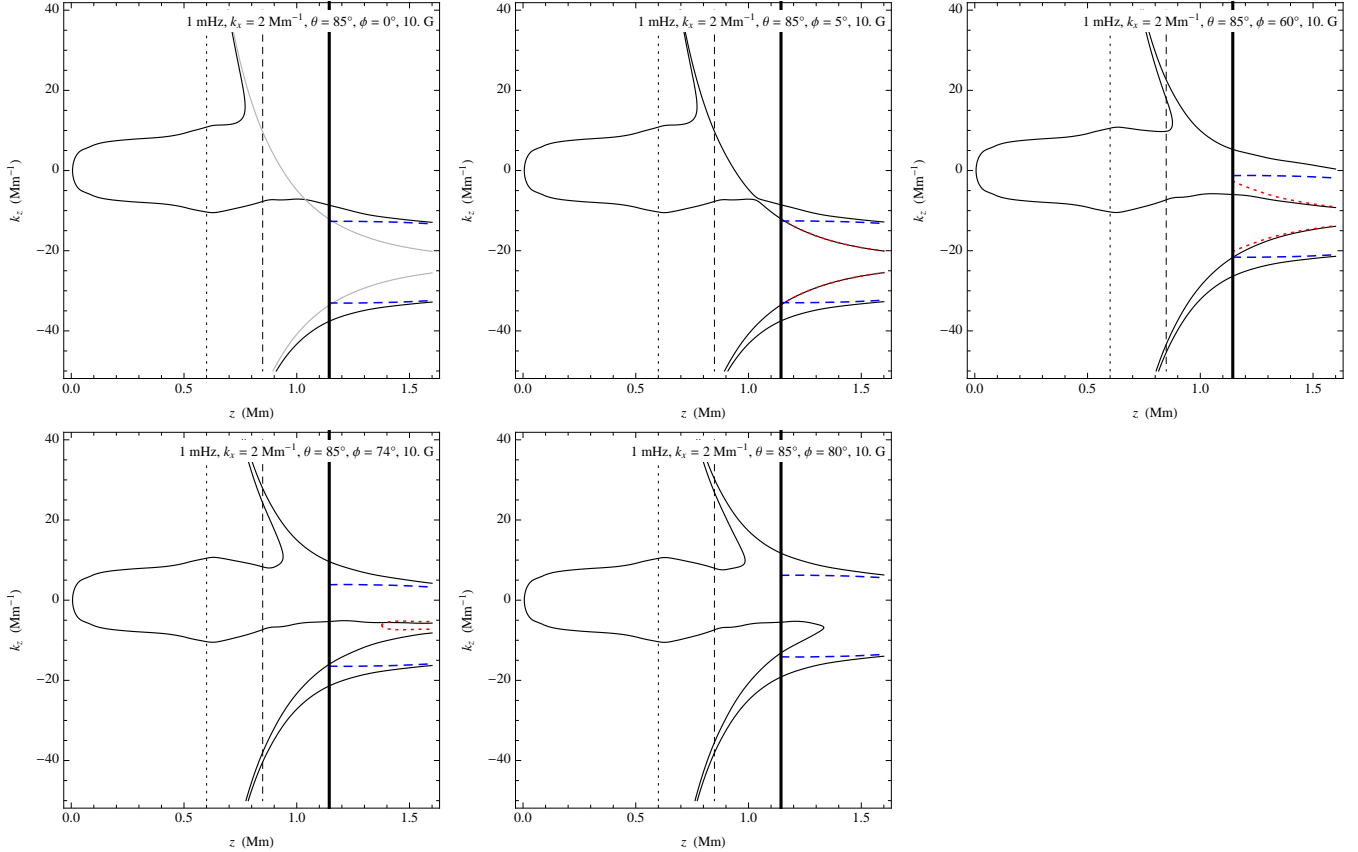 1 mHz, kₓ = 2 Mm⁻¹, θ = 85°, ϕ = 0°, 10. G
40
20
0
−20
−40
k_z (Mm⁻¹)
0.0 0.5 1.0 1.5
z (Mm)
1 mHz, kₓ = 2 Mm⁻¹, θ = 85°, ϕ = 5°, 10. G
40
20
0
−20
−40
k_z (Mm⁻¹)
0.0 0.5 1.0 1.5
z (Mm)
1 mHz, kₓ = 2 Mm⁻¹, θ = 85°, ϕ = 60°, 10. G
40
20
0
−20
−40
k_z (Mm⁻¹)
0.0 0.5 1.0 1.5
z (Mm)
1 mHz, kₓ = 2 Mm⁻¹, θ = 85°, ϕ = 74°, 10. G
40
20
0
−20
−40
k_z (Mm⁻¹)
0.0 0.5 1.0 1.5
z (Mm)
1 mHz, kₓ = 2 Mm⁻¹, θ = 85°, ϕ = 80°, 10. G
40
20
0
−20
−40
k_z (Mm⁻¹)
0.0 0.5 1.0 1.5
z (Mm)